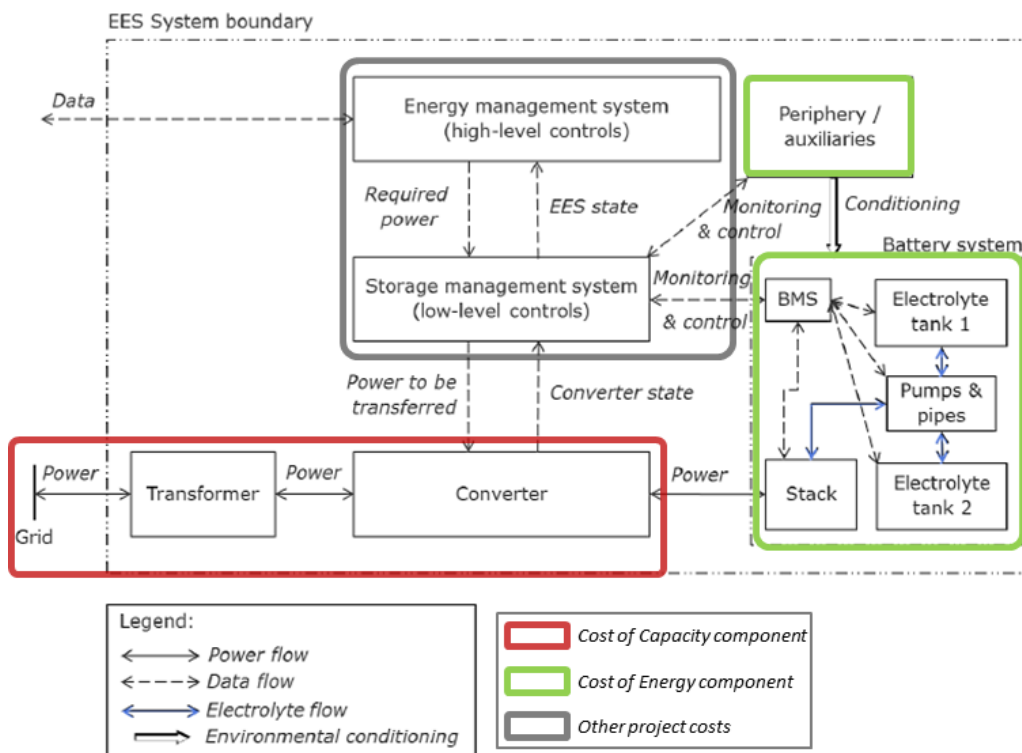 EES System boundary
Data
Energy management system
(high-level controls)
Periphery /
auxiliaries
Required
power
EES state
Monitoring
& control
Conditioning
Battery system
Storage management system
(low-level controls)
Monitoring
& control
BMS
Electrolyte
tank 1
Pumps &
pipes
Power to be
transferred
Converter state
Power
Transformer
Power
Converter
Power
Stack
Electrolyte
tank 2
Grid
Legend:
Power flow
Data flow
Electrolyte flow
Environmental conditioning
Cost of Capacity component
Cost of Energy component
Other project costs